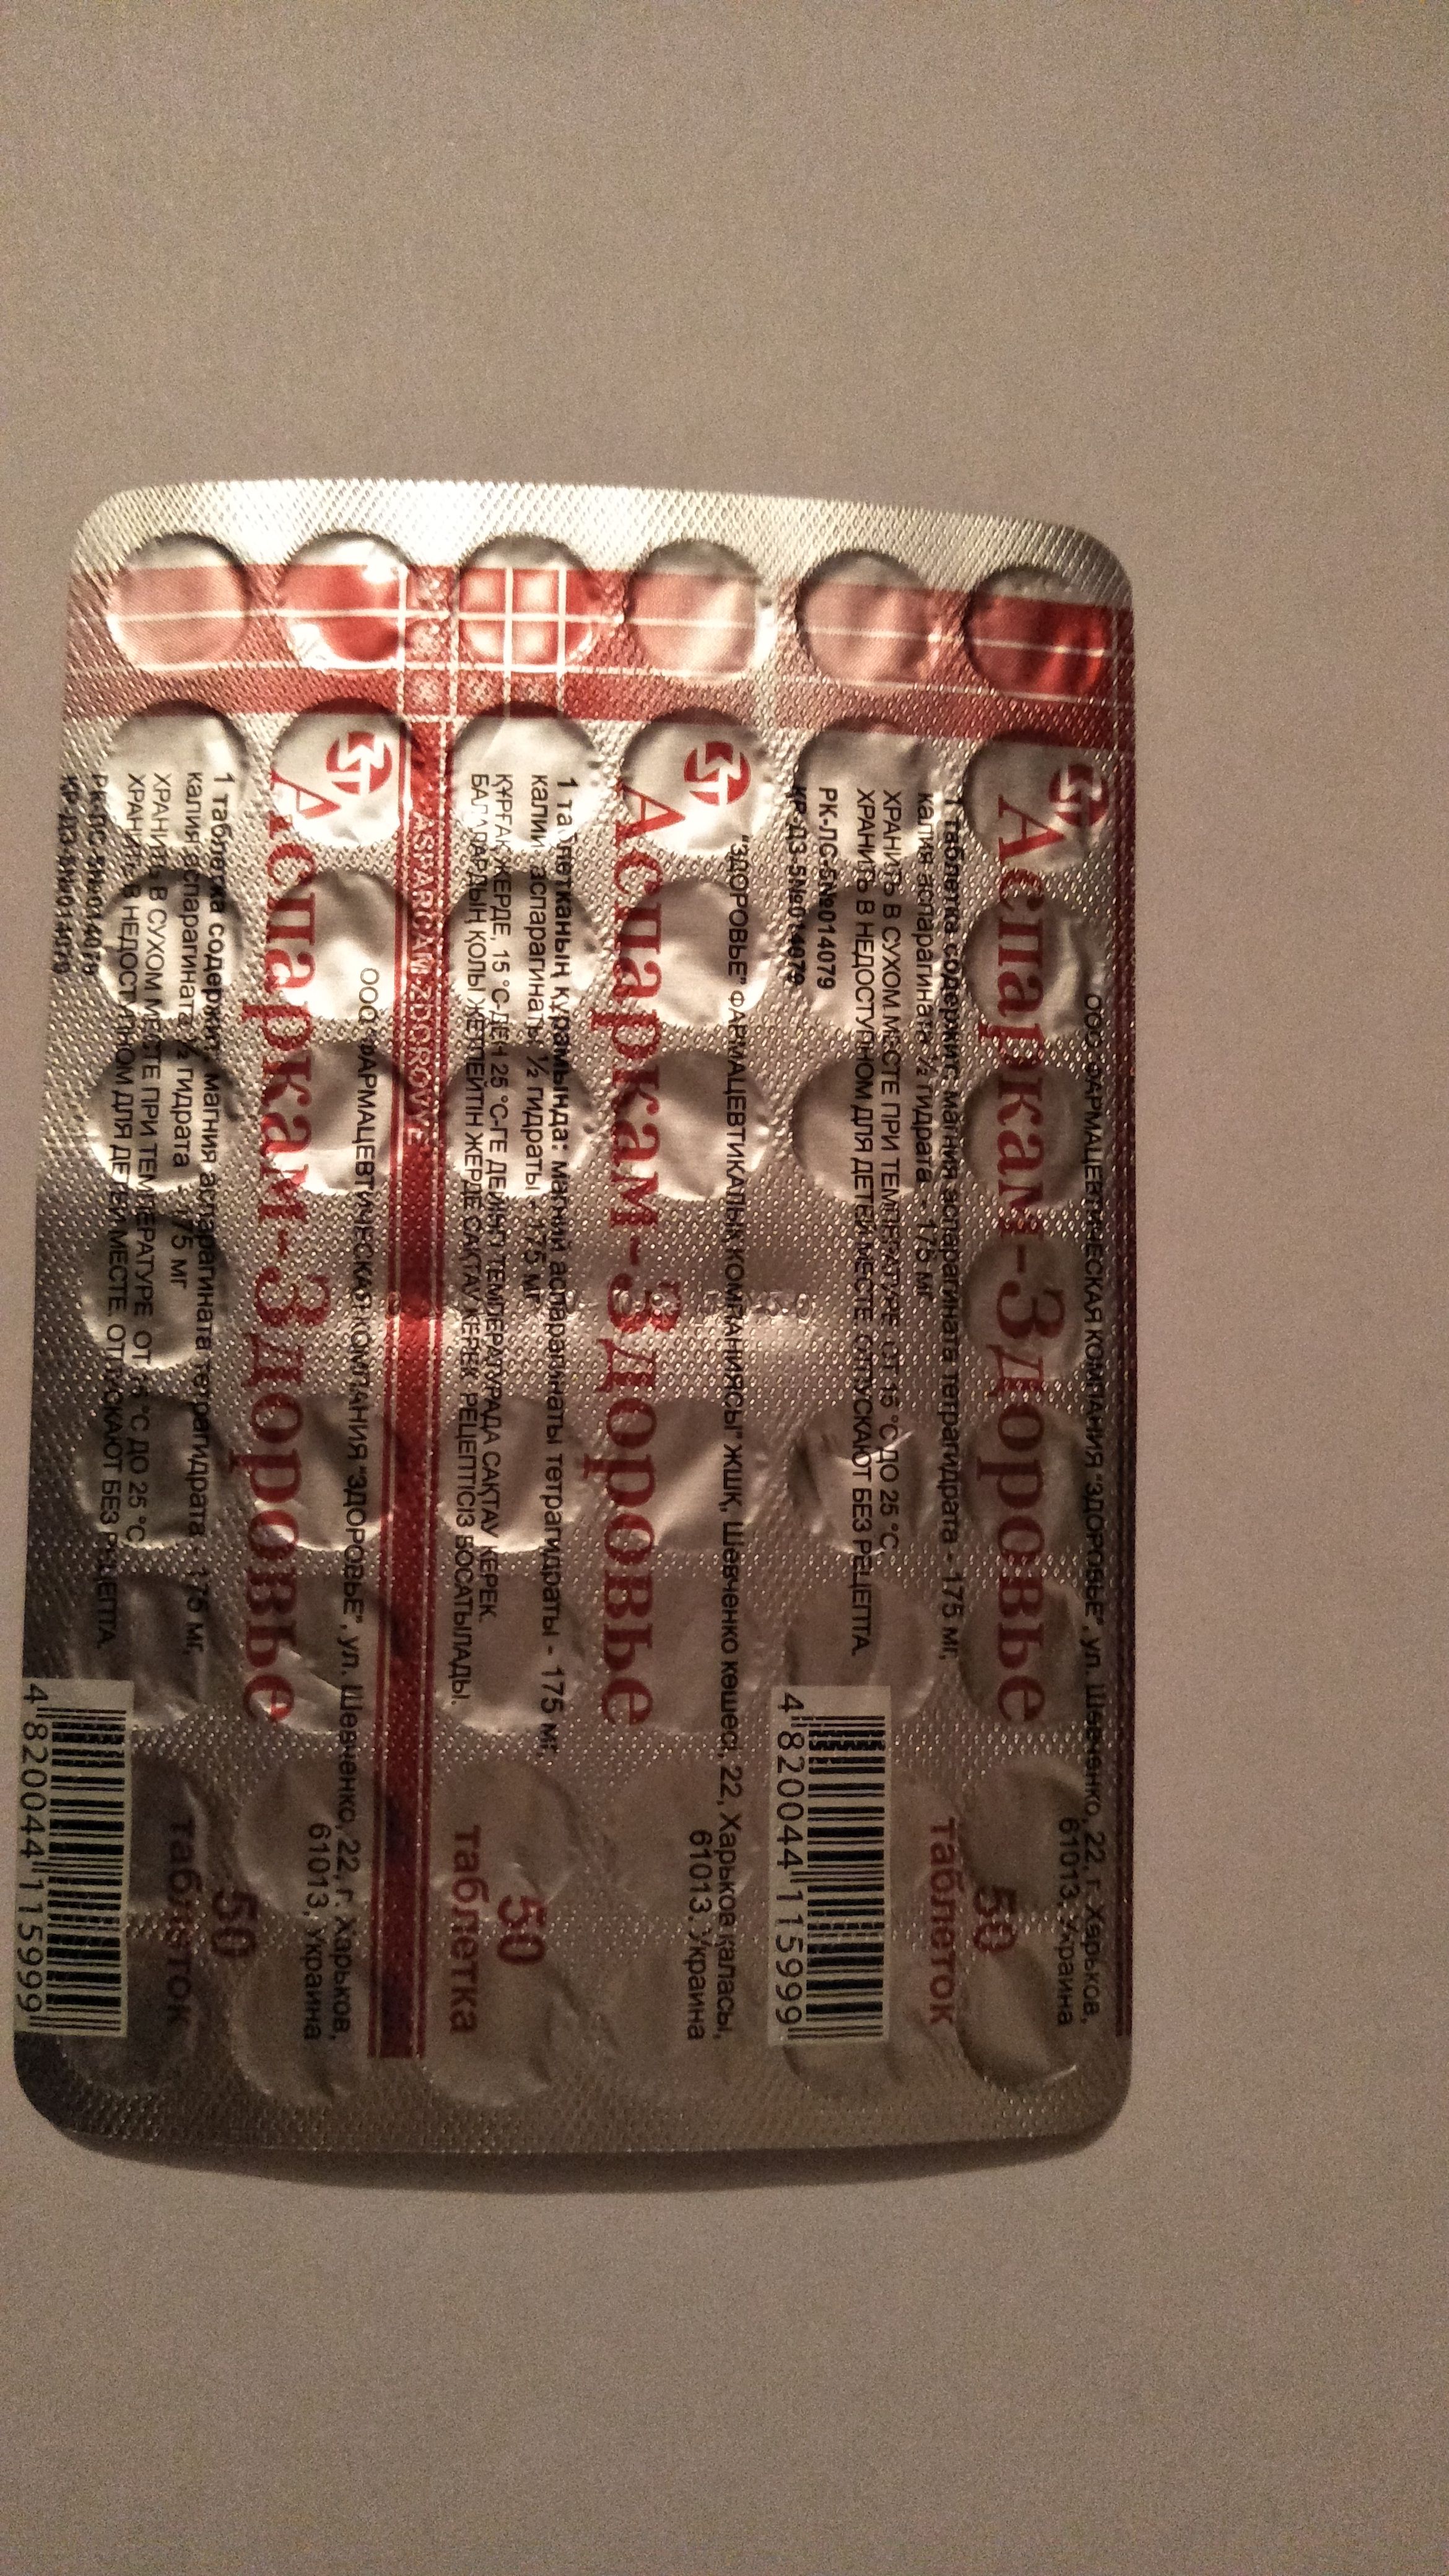 ООО "ФАРМАЦЕВТИЧЕСКАЯ КОМПАНИЯ "ЗДОРОВЬЕ", ул. Шевченко, 22, г. Харьков,
61013, Украина
Аспаркам-Здоровье
50
таблеток
1 таблетка содержит: магния аспарагината тетрагидрата - 175 мг,
калия аспарагината ½ гидрата - 175 мг
ХРАНИТЬ В СУХОМ МЕСТЕ ПРИ ТЕМПЕРАТУРЕ ОТ 15 °С ДО 25 °С.
ХРАНИТЬ В НЕДОСТУПНОМ ДЛЯ ДЕТЕЙ МЕСТЕ. ОТПУСКАЮТ БЕЗ РЕЦЕПТА.
РК-ЛС-5№014079
4 820044 115999
"ЗДОРОВЬЕ" ФАРМАЦЕВТИКАЛЫҚ КОМПАНИЯСЫ" ЖШҚ, Шевченко көшесі, 22, Харьков қаласы,
61013, Украина
Аспаркам-Здоровье
50
таблетка
1 таблетканың құрамында: магний аспарагинаты тетрагидраты - 175 мг,
калий аспарагинаты ½ гидраты - 175 мг
ҚҰРҒАҚ ЖЕРДЕ, 15 °С-ДЕН 25 °С-ГЕ ДЕЙІНГІ ТЕМПЕРАТУРАДА САҚТАУ КЕРЕК.
БАЛАЛАРДЫҢ ҚОЛЫ ЖЕТПЕЙТІН ЖЕРДЕ САҚТАУ КЕРЕК. РЕЦЕПТІСІЗ БОСАТЫЛАДЫ.
ASPARCAM-ZDOROVYE
ООО "ФАРМАЦЕВТИЧЕСКАЯ КОМПАНИЯ "ЗДОРОВЬЕ", ул. Шевченко, 22, г. Харьков,
61013, Украина
Аспаркам-Здоровье
50
таблеток
1 таблетка содержит: магния аспарагината тетрагидрата - 175 мг,
калия аспарагината ½ гидрата - 175 мг
ХРАНИТЬ В СУХОМ МЕСТЕ ПРИ ТЕМПЕРАТУРЕ ОТ 15 °С ДО 25 °С.
ХРАНИТЬ В НЕДОСТУПНОМ ДЛЯ ДЕТЕЙ МЕСТЕ. ОТПУСКАЮТ БЕЗ РЕЦЕПТА.
РК-ЛС-5№014079
4 820044 115999